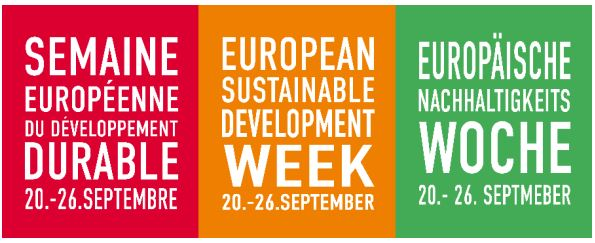 SEMAINE
EUROPÉENNE
DU DÉVELOPPEMENT
DURABLE
20.-26.SEPTEMBRE
EUROPEAN
SUSTAINABLE
DEVELOPMENT
WEEK
20.-26.SEPTEMBER
EUROPÄISCHE
NACHHALTIGKEITS
WOCHE
20.- 26. SEPTMEBER